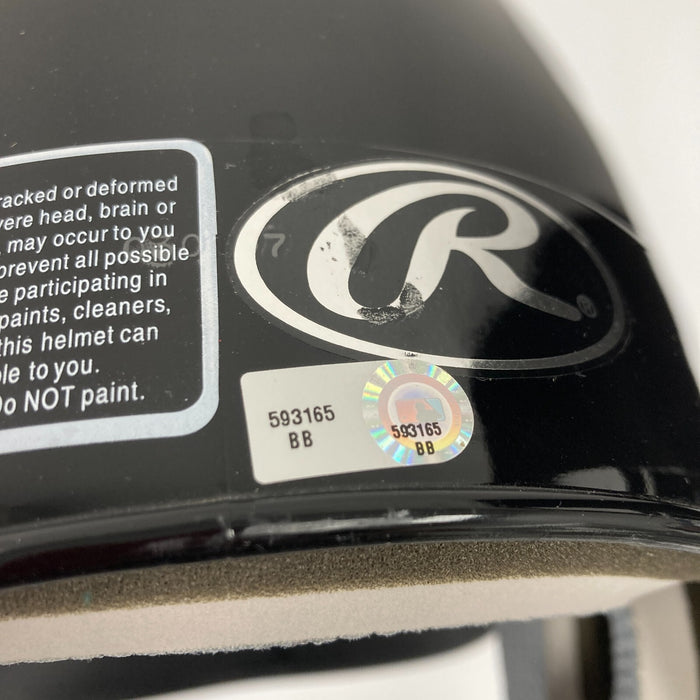 racked or deformed
vere head, brain or
, may occur to you
prevent all possible
e participating in
paints, cleaners,
this helmet can
ble to you.
Do NOT paint.
R
®
593165
BB
593165
BB